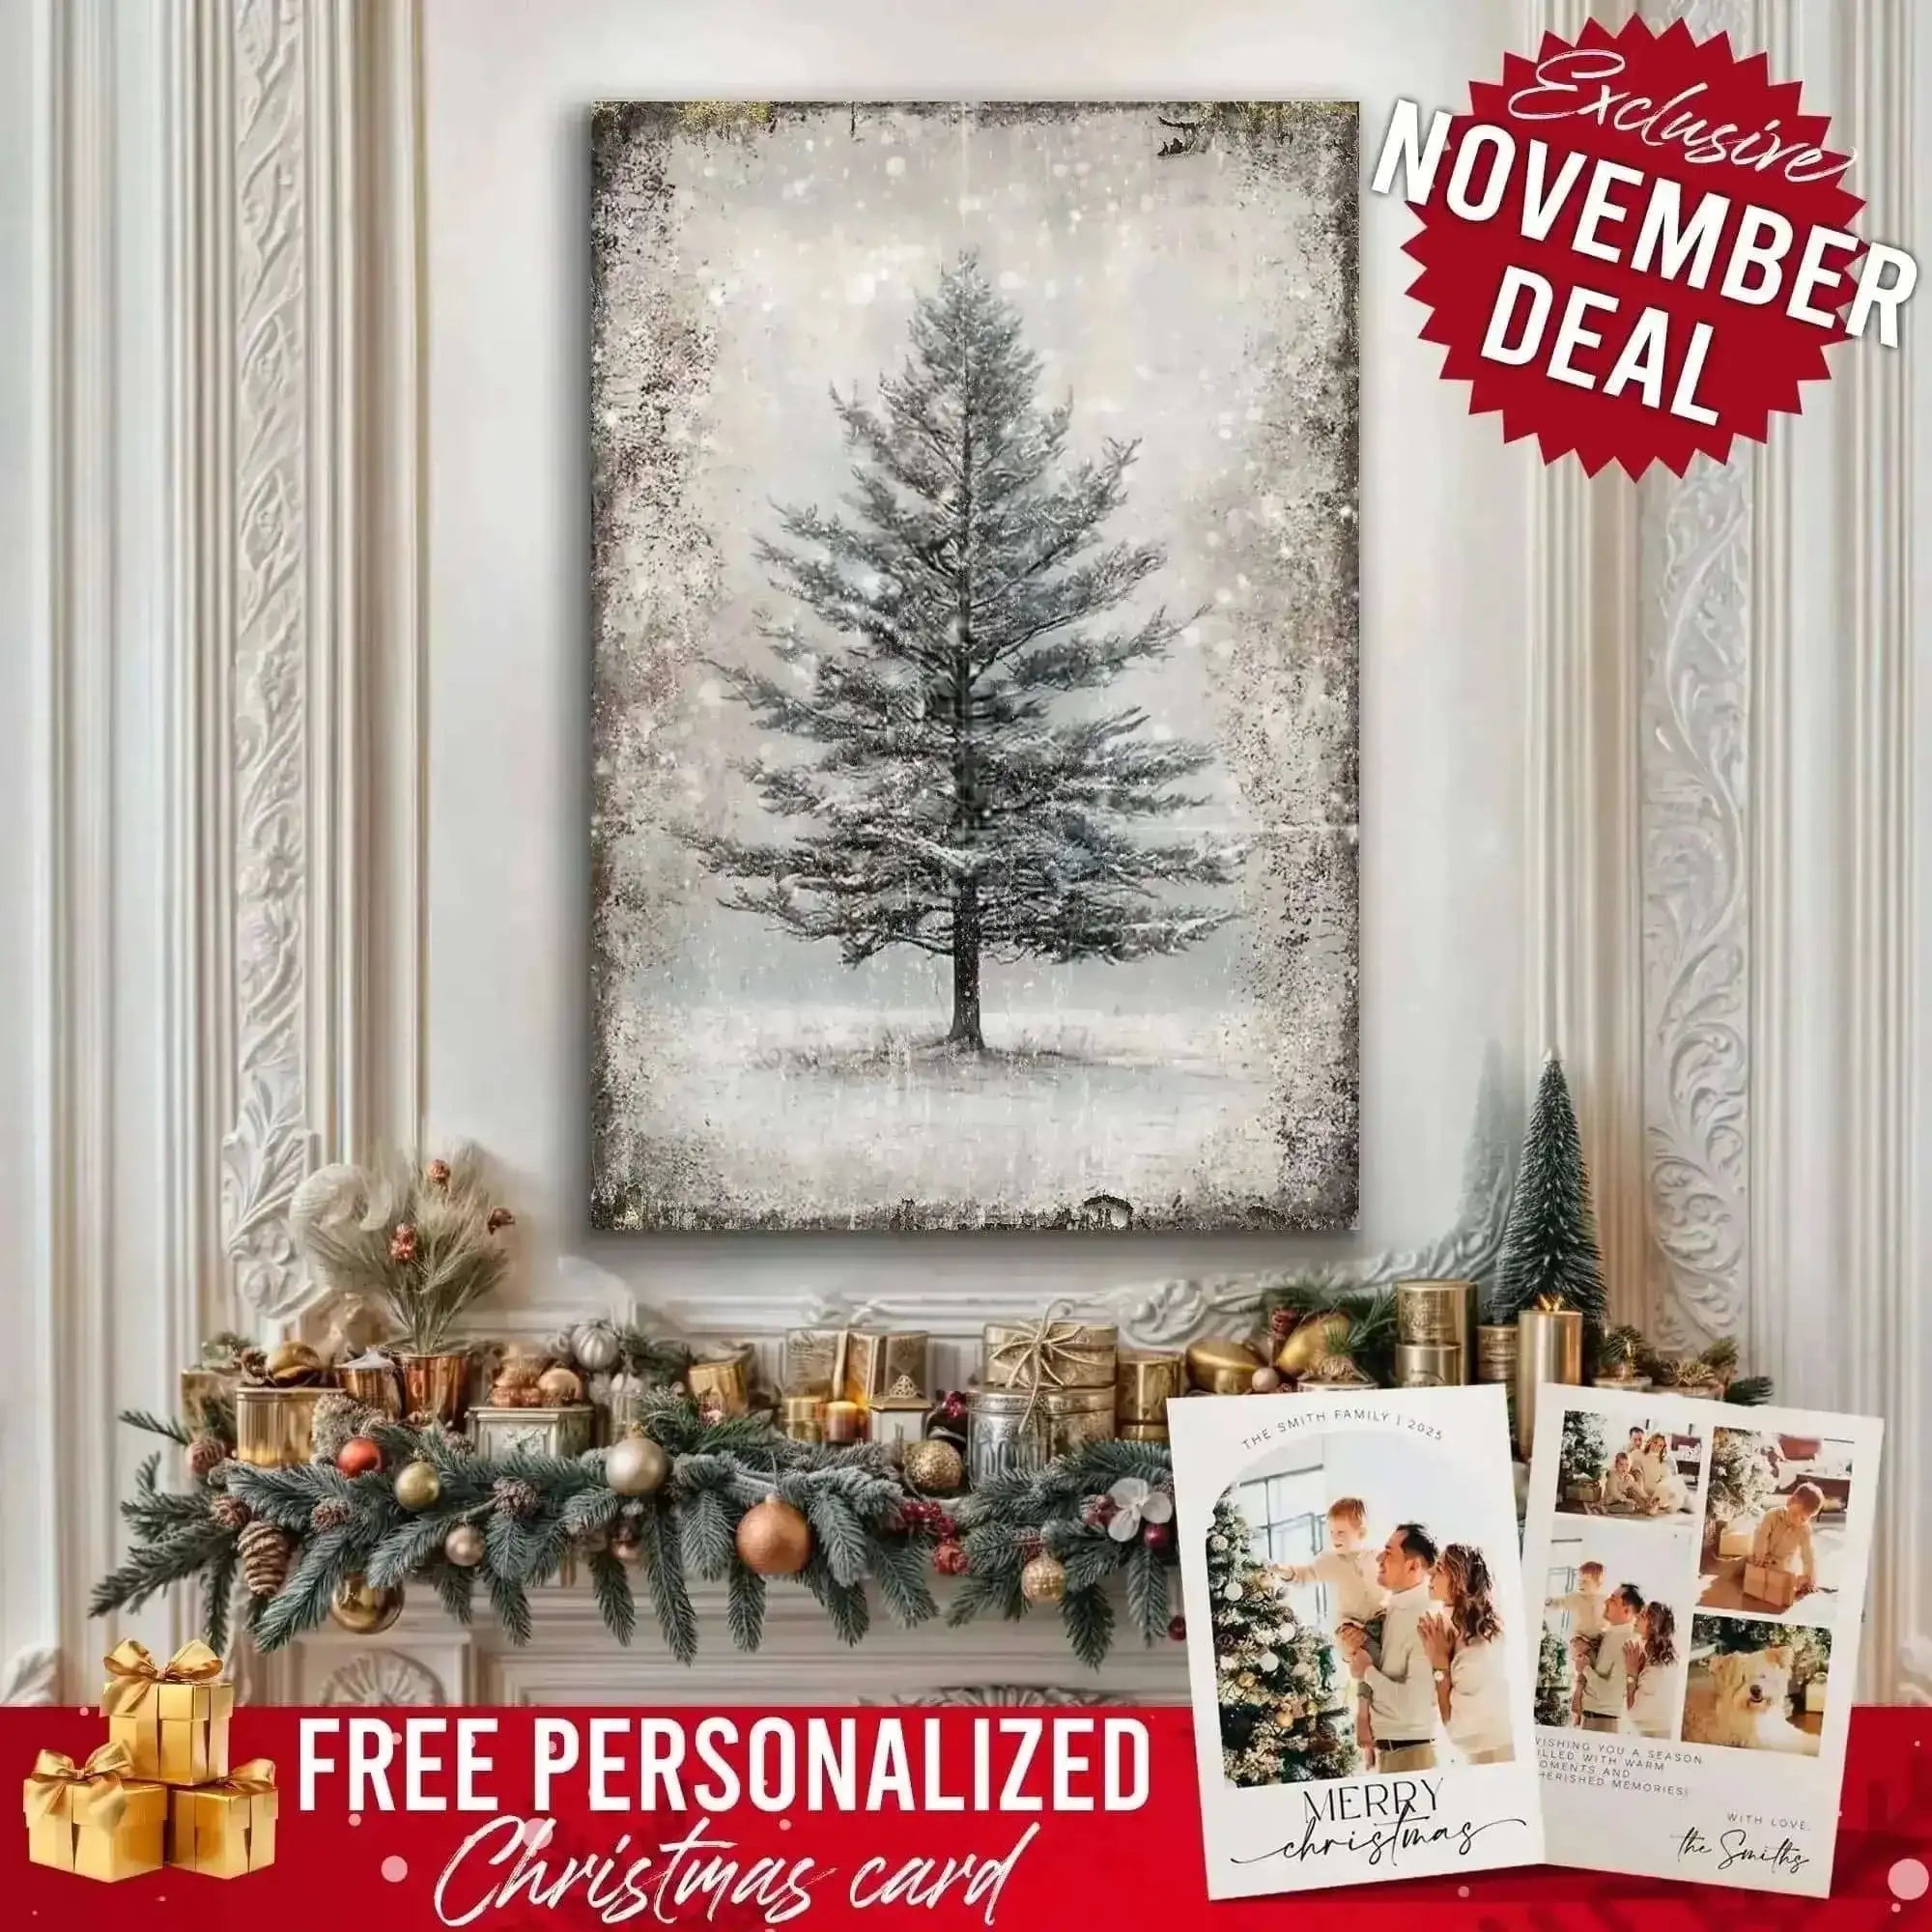 Exclusive
NOVEMBER
DEAL
THE SMITH FAMILY | 2025
MERRY
christmas
WISHING YOU A SEASON
FILLED WITH WARM
MOMENTS AND
CHERISHED MEMORIES!
WITH LOVE,
the Smiths
FREE PERSONALIZED
Christmas card